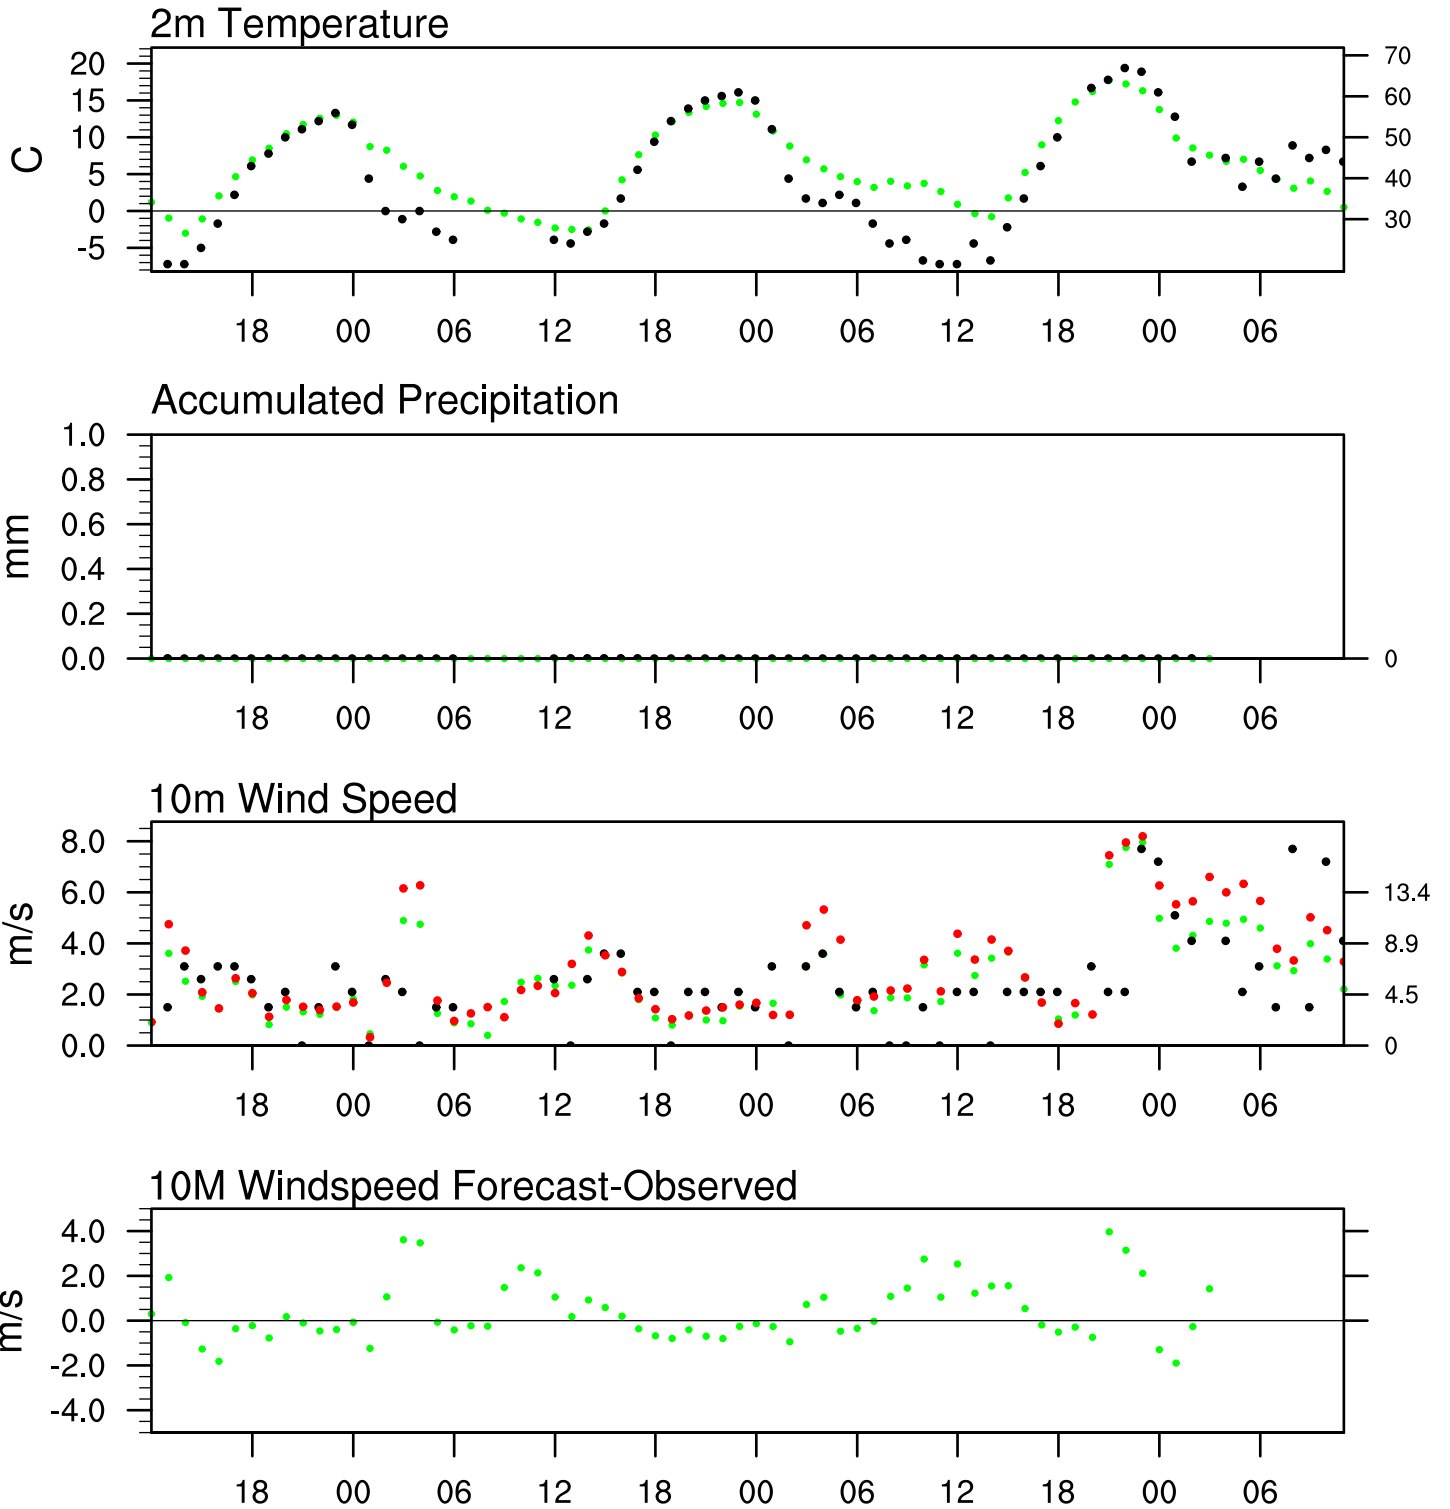 2m Temperature
20
15
10
5
0
-5
C
70
60
50
40
30
18 00 06 12 18 00 06 12 18 00 06
Accumulated Precipitation
1.0
0.8
0.6
0.4
0.2
0.0
mm
0
18 00 06 12 18 00 06 12 18 00 06
10m Wind Speed
8.0
6.0
4.0
2.0
0.0
m/s
13.4
8.9
4.5
0
18 00 06 12 18 00 06 12 18 00 06
10M Windspeed Forecast-Observed
4.0
2.0
0.0
-2.0
-4.0
m/s
18 00 06 12 18 00 06 12 18 00 06